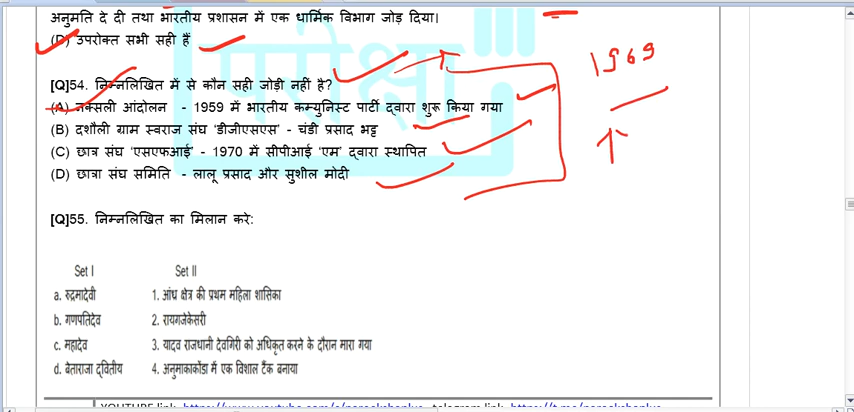 अनुमति दे दी तथा भारतीय प्रशासन में एक धार्मिक विभाग जोड़ दिया।
(D) उपरोक्त सभी सही हैं
परीक्षा
[Q]54. निम्नलिखित में से कौन सही जोड़ी नहीं है?
1969
(A) नक्सली आंदोलन - 1959 में भारतीय कम्युनिस्ट पार्टी द्वारा शुरू किया गया
(B) दशौली ग्राम स्वराज संघ 'डीजीएसएस' - चंडी प्रसाद भट्ट
(C) छात्र संघ 'एसएफआई' - 1970 में सीपीआई 'एम' द्वारा स्थापित
(D) छात्रा संघ समिति - लालू प्रसाद और सुशील मोदी
[Q]55. निम्नलिखित का मिलान करे:
Set I Set II
a. रुद्रमादेवी 1. आंध क्षेत्र की प्रथम महिला शासिका
b. गणपतिदेव 2. रायगजेकेसरी
c. महादेव 3. यादव राजधानी देवगिरी को अधिकृत करने के दौरान मारा गया
d. बेताराजा द्वितीय 4. अनुमाकाकोंडा में एक विशाल टैंक बनाया